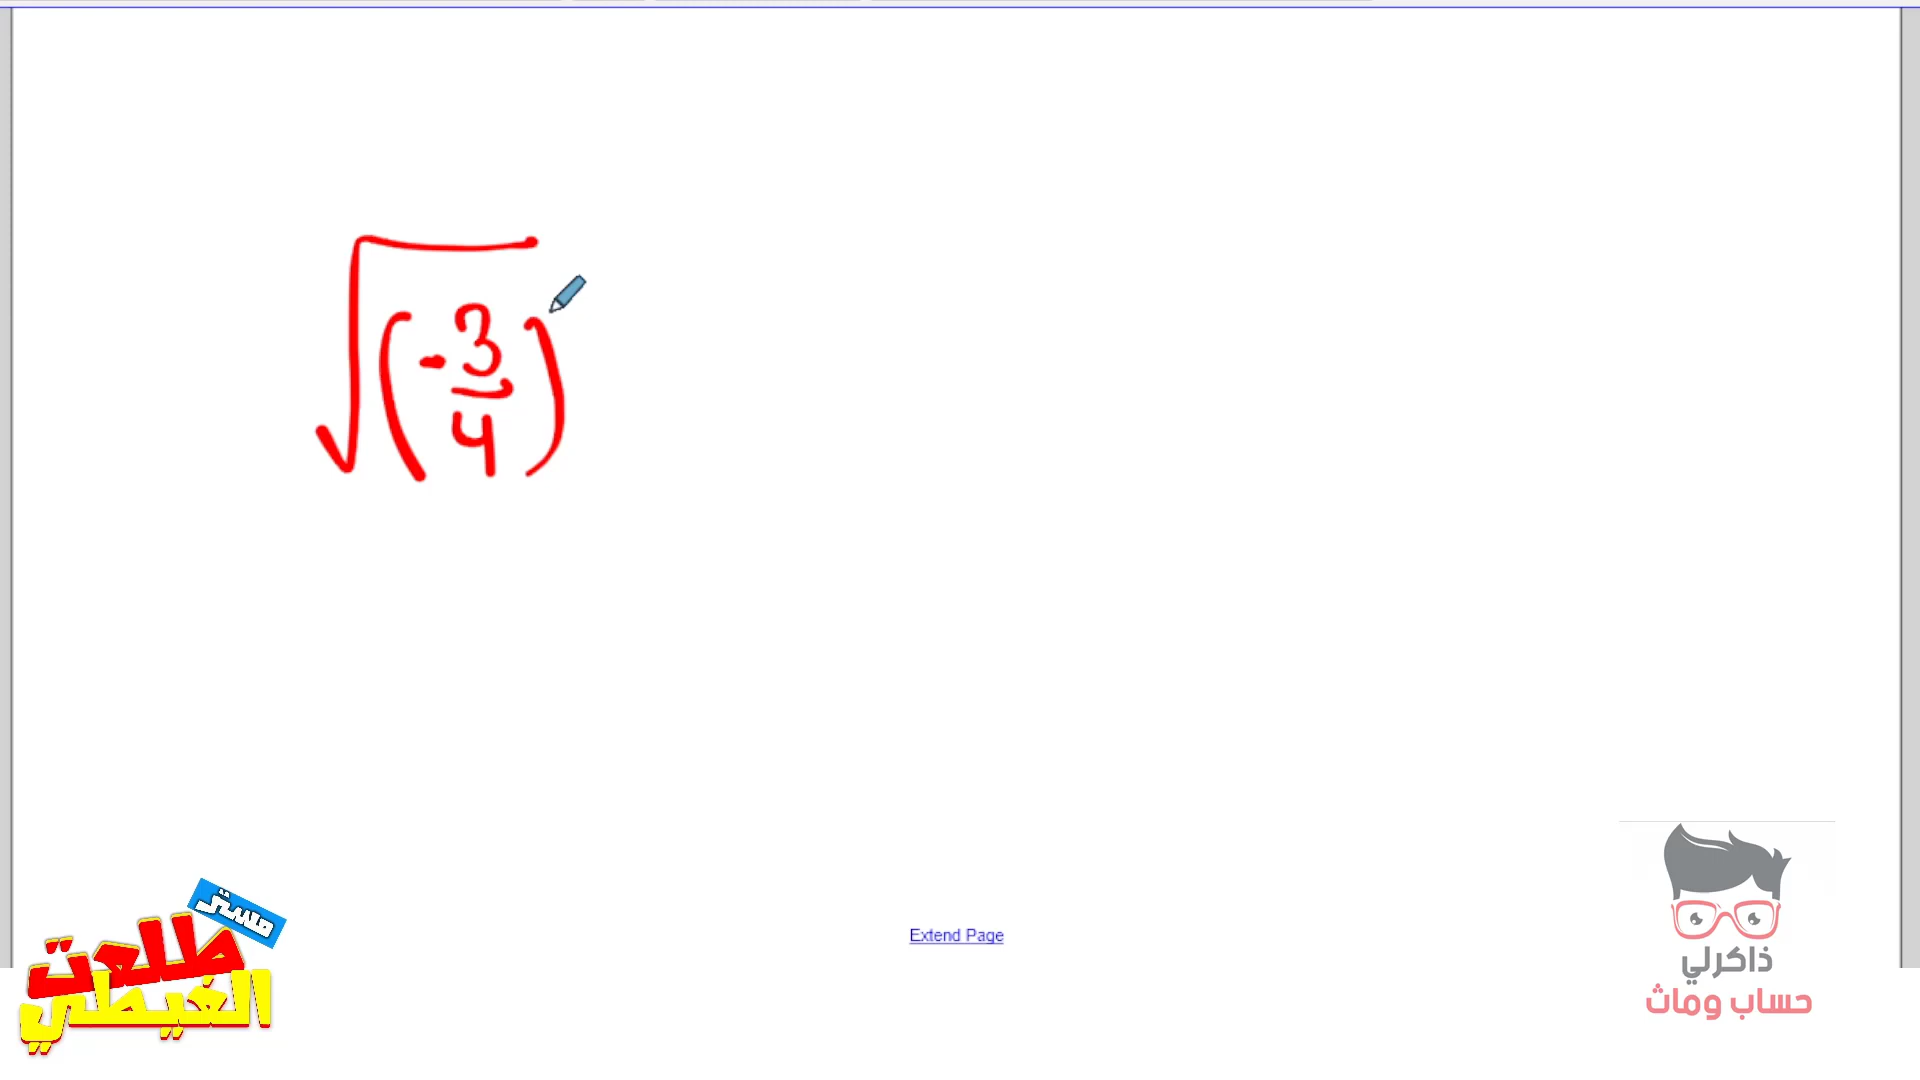 √(-3/4)
Extend Page
مستر
طلعت
الغيطي
ذاكرلي
حساب وماث